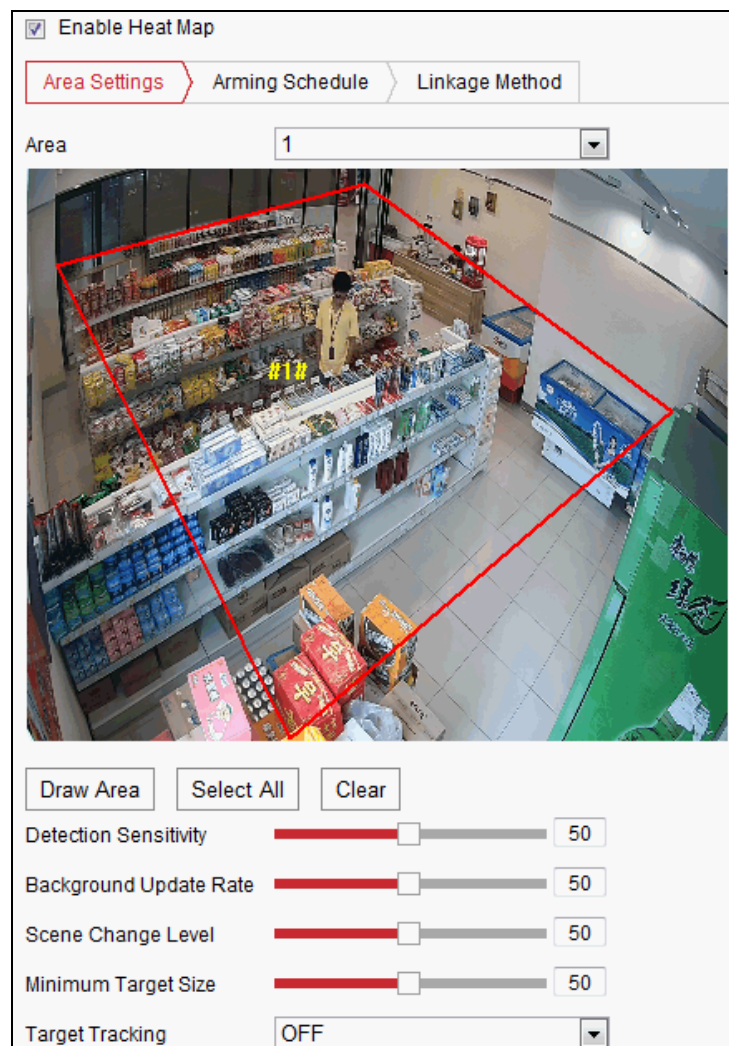 Enable Heat Map
Area Settings
Arming Schedule
Linkage Method
Area
1
#1#
Draw Area
Select All
Clear
Detection Sensitivity
50
Background Update Rate
50
Scene Change Level
50
Minimum Target Size
50
Target Tracking
OFF